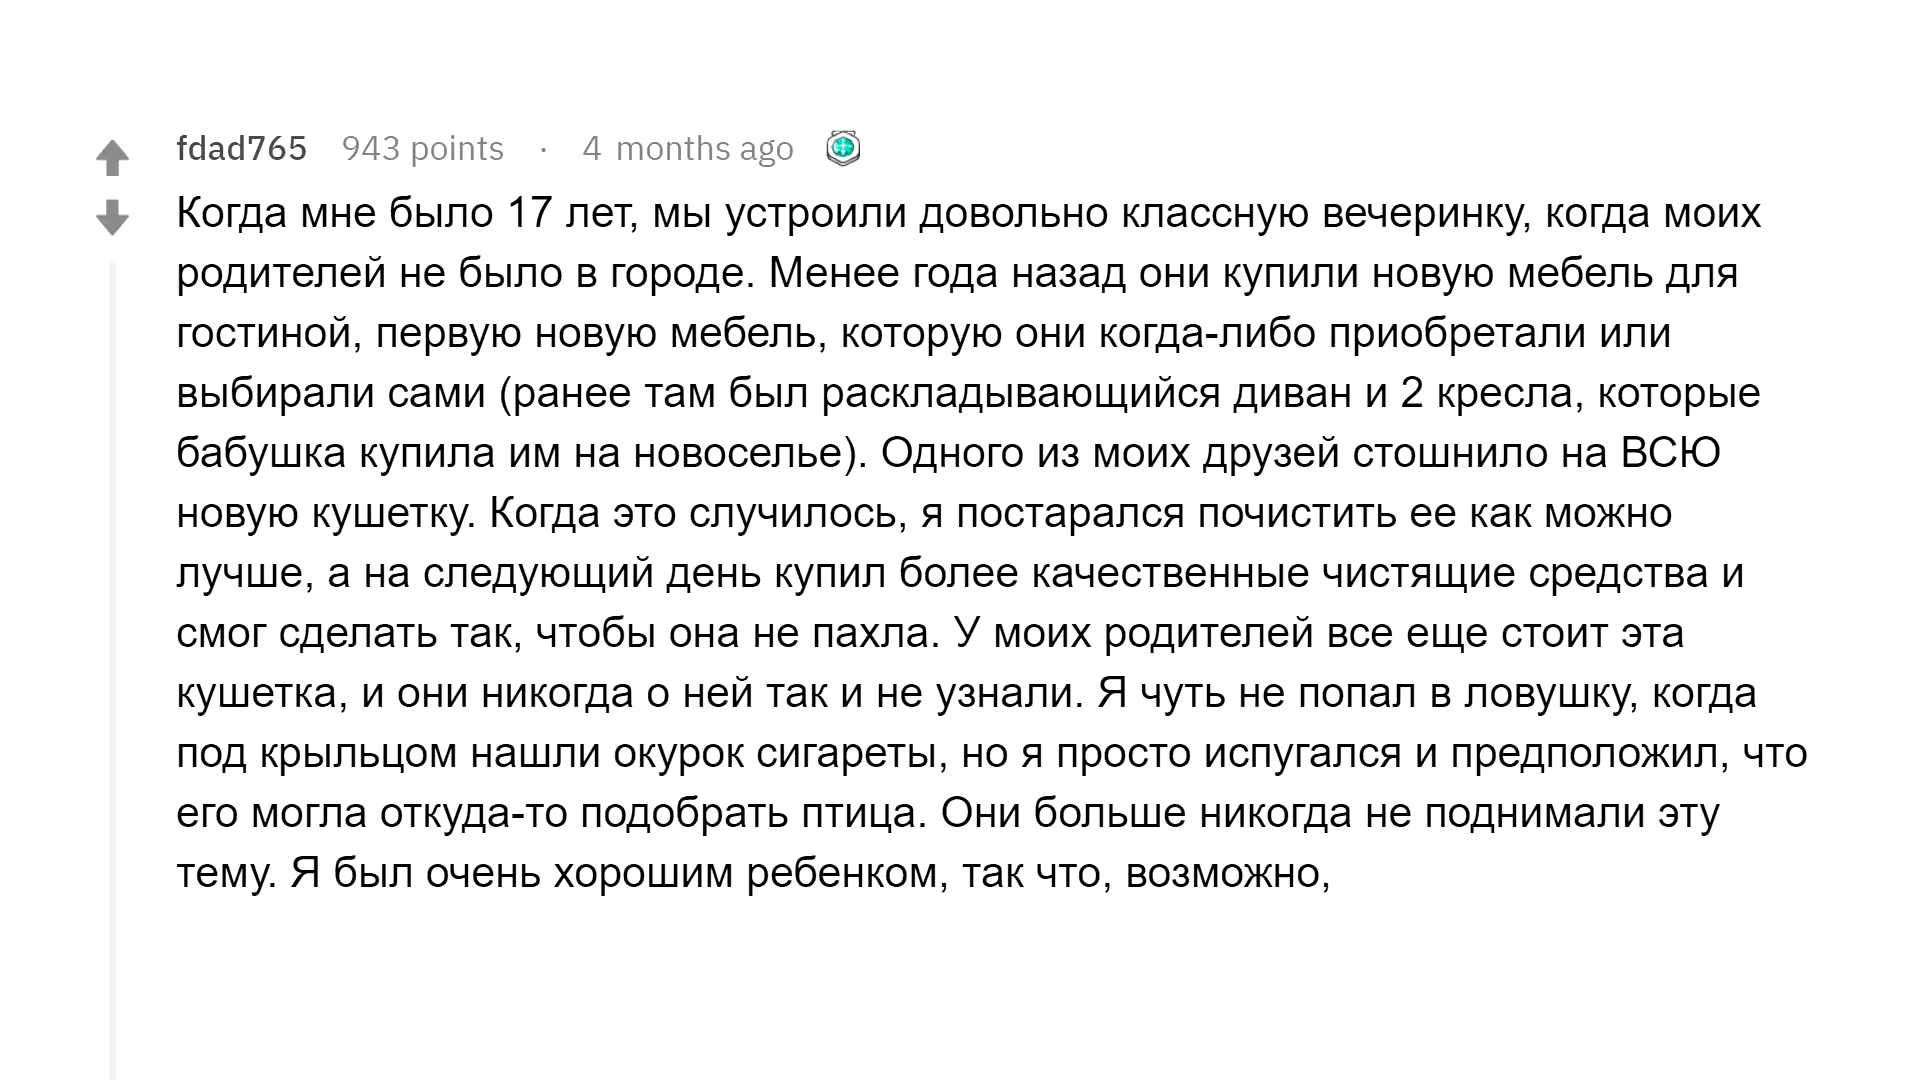 fdad765 943 points · 4 months ago
Когда мне было 17 лет, мы устроили довольно классную вечеринку, когда моих
родителей не было в городе. Менее года назад они купили новую мебель для
гостиной, первую новую мебель, которую они когда-либо приобретали или
выбирали сами (ранее там был раскладывающийся диван и 2 кресла, которые
бабушка купила им на новоселье). Одного из моих друзей стошнило на ВСЮ
новую кушетку. Когда это случилось, я постарался почистить ее как можно
лучше, а на следующий день купил более качественные чистящие средства и
смог сделать так, чтобы она не пахла. У моих родителей все еще стоит эта
кушетка, и они никогда о ней так и не узнали. Я чуть не попал в ловушку, когда
под крыльцом нашли окурок сигареты, но я просто испугался и предположил, что
его могла откуда-то подобрать птица. Они больше никогда не поднимали эту
тему. Я был очень хорошим ребенком, так что, возможно,